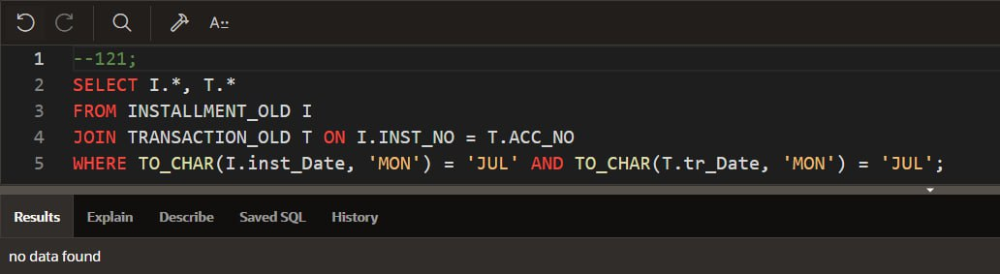 A::
1 --121;
2 SELECT I.*, T.*
3 FROM INSTALLMENT_OLD I
4 JOIN TRANSACTION_OLD T ON I.INST_NO = T.ACC_NO
5 WHERE TO_CHAR(I.inst_Date, 'MON') = 'JUL' AND TO_CHAR(T.tr_Date, 'MON') = 'JUL';
Results Explain Describe Saved SQL History
no data found